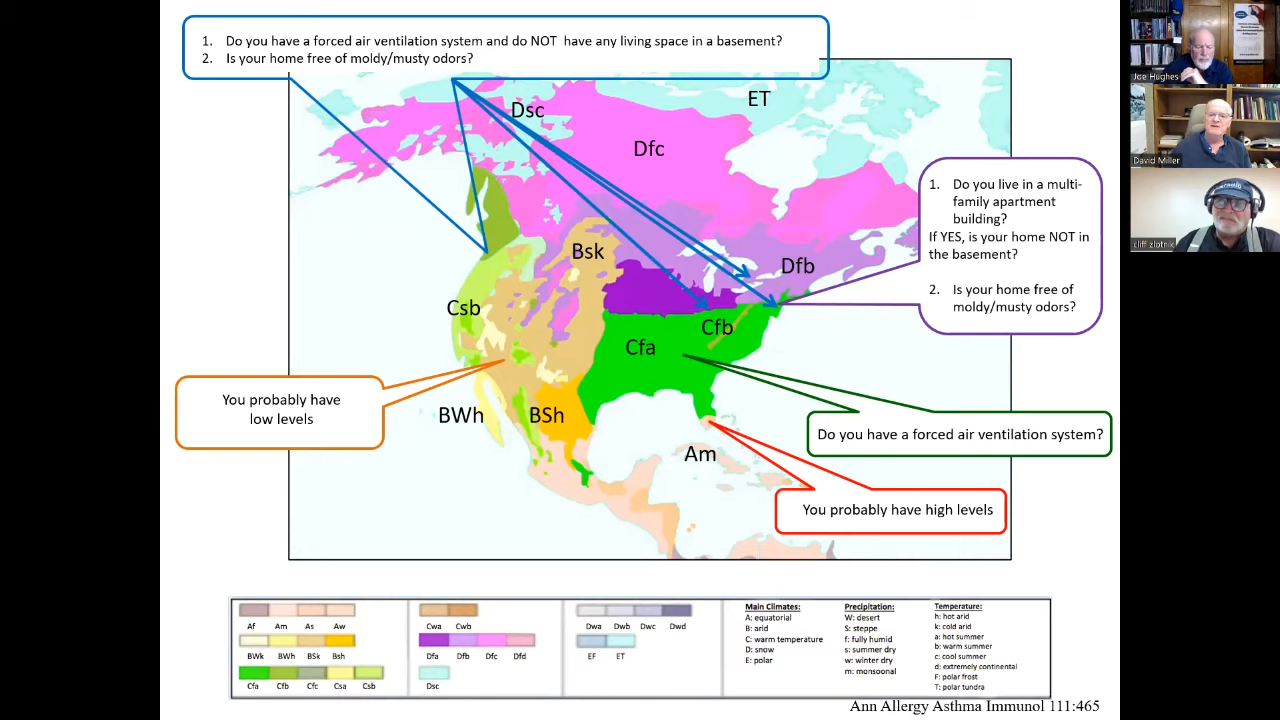 1. Do you have a forced air ventilation system and do NOT have any living space in a basement?
2. Is your home free of moldy/musty odors?
Joe Hughes
David Miller
cliff zlotnik
Dsc
ET
Dfc
Bsk
Dfb
Csb
Cfb
Cfa
BWh
BSh
Am
1. Do you live in a multi-
family apartment
building?
If YES, is your home NOT in
the basement?
2. Is your home free of
moldy/musty odors?
You probably have
low levels
Do you have a forced air ventilation system?
You probably have high levels
Af Am As Aw
BWk BWh BSk Bsh
Cfa Cfb Cfc Csa Csb
Cwa Cwb
Dfa Dfb Dfc Dfd
Dsc
Dwa Dwb Dwc Dwd
EF ET
Main Climates:
A: equatorial
B: arid
C: warm temperature
D: snow
E: polar
Precipitation:
W: desert
S: steppe
f: fully humid
s: summer dry
w: winter dry
m: monsoonal
Temperature:
h: hot arid
k: cold arid
a: hot summer
b: warm summer
c: cool summer
d: extremely continental
F: polar frost
T: polar tundra
Ann Allergy Asthma Immunol 111:465